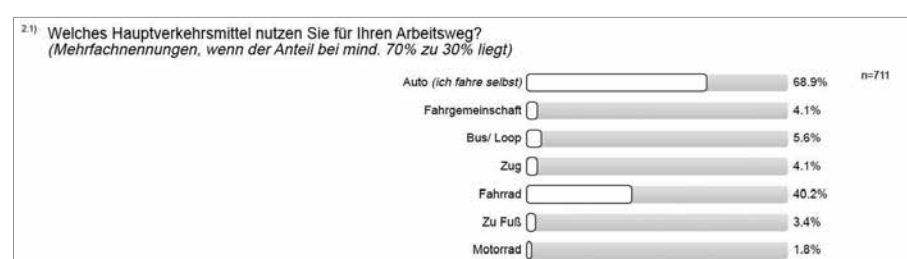 2.1) Welches Hauptverkehrsmittel nutzen Sie für Ihren Arbeitsweg?
(Mehrfachnennungen, wenn der Anteil bei mind. 70% zu 30% liegt)
Auto (ich fahre selbst) 68.9% n=711
Fahrgemeinschaft 4.1%
Bus/ Loop 5.6%
Zug 4.1%
Fahrrad 40.2%
Zu Fuß 3.4%
Motorrad 1.8%